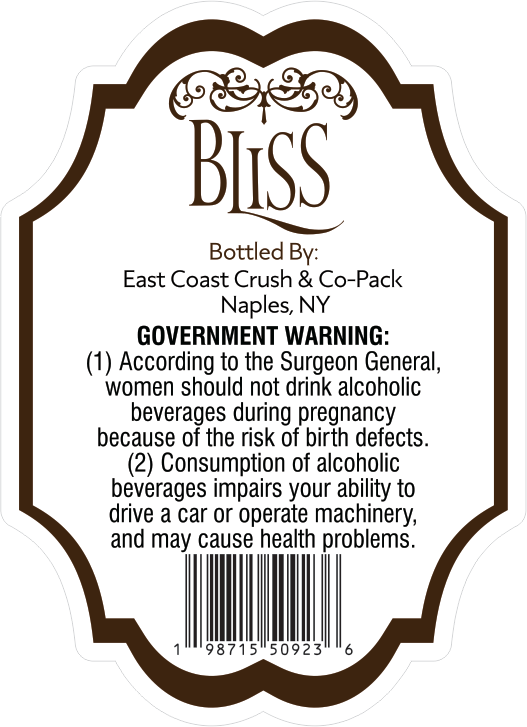 BLISS
Bottled By:
East Coast Crush & Co-Pack
Naples, NY
GOVERNMENT WARNING:
(1) According to the Surgeon General,
women should not drink alcoholic
beverages during pregnancy
because of the risk of birth defects.
(2) Consumption of alcoholic
beverages impairs your ability to
drive a car or operate machinery,
and may cause health problems.
1 98715 50923 6